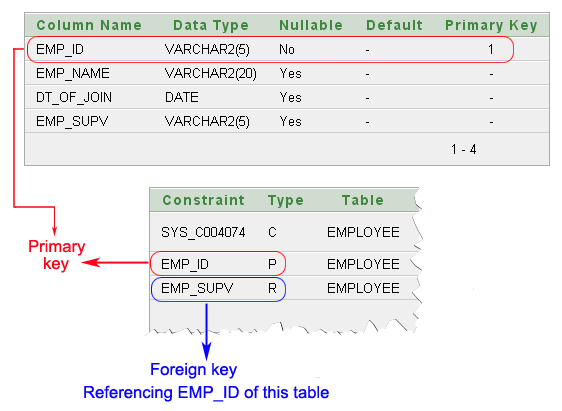 Column Name Data Type Nullable Default Primary Key
EMP_ID VARCHAR2(5) No - 1
EMP_NAME VARCHAR2(20) Yes - -
DT_OF_JOIN DATE Yes - -
EMP_SUPV VARCHAR2(5) Yes - -
1 - 4
Constraint Type Table
SYS_C004074 C EMPLOYEE
EMP_ID P EMPLOYEE
EMP_SUPV R EMPLOYEE
Primary
key
Foreign key
Referencing EMP_ID of this table